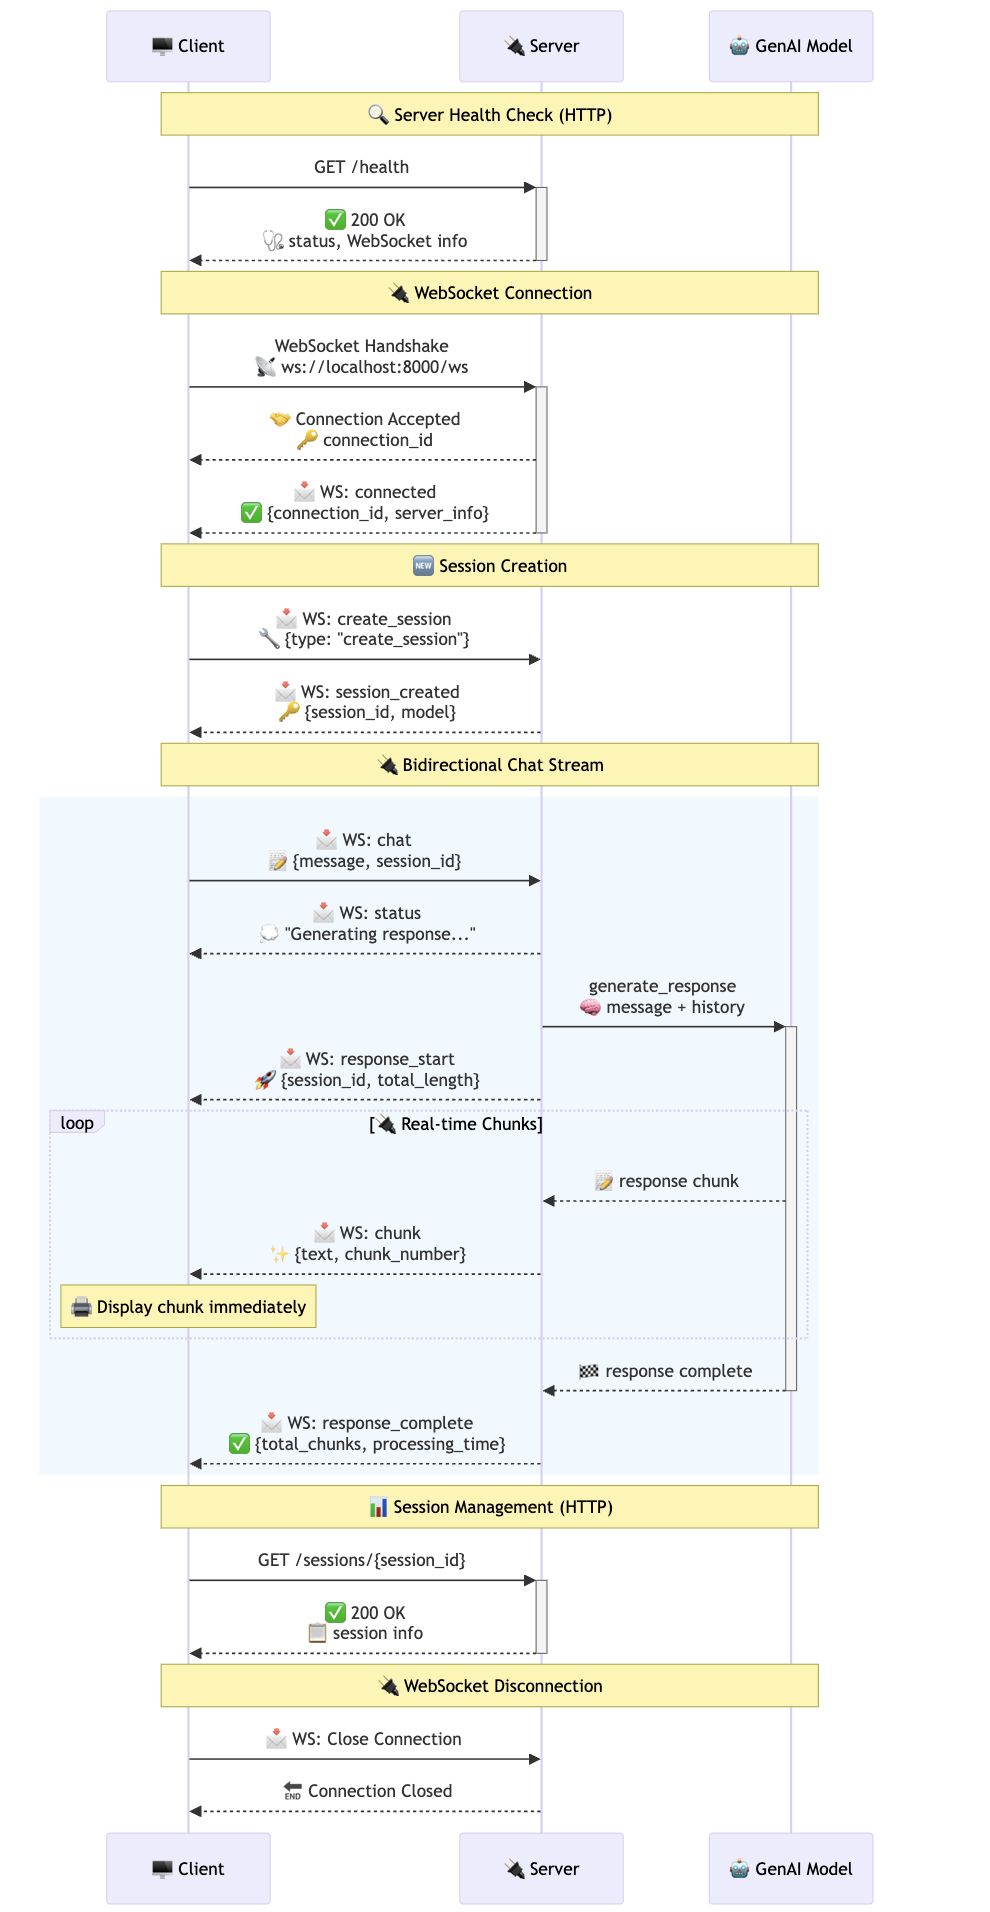 🖥️ Client
🔌 Server
🤖 GenAI Model
🔍 Server Health Check (HTTP)
GET /health
✅ 200 OK
🩺 status, WebSocket info
🔌 WebSocket Connection
WebSocket Handshake
📡 ws://localhost:8000/ws
🤝 Connection Accepted
🔑 connection_id
📩 WS: connected
✅ {connection_id, server_info}
🆕 Session Creation
📩 WS: create_session
🔧 {type: "create_session"}
📩 WS: session_created
🔑 {session_id, model}
🔌 Bidirectional Chat Stream
📩 WS: chat
📝 {message, session_id}
📩 WS: status
💭 "Generating response..."
generate_response
🧠 message + history
📩 WS: response_start
🚀 {session_id, total_length}
loop
[🔌 Real-time Chunks]
📝 response chunk
📩 WS: chunk
✨ {text, chunk_number}
🖨️ Display chunk immediately
🏁 response complete
📩 WS: response_complete
✅ {total_chunks, processing_time}
📊 Session Management (HTTP)
GET /sessions/{session_id}
✅ 200 OK
📋 session info
🔌 WebSocket Disconnection
📩 WS: Close Connection
🔚 Connection Closed
🖥️ Client
🔌 Server
🤖 GenAI Model